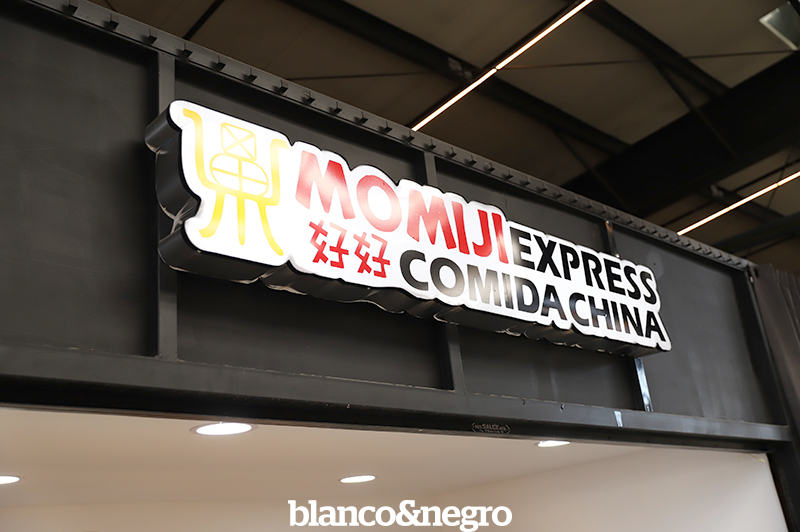 MOMIJI EXPRESS
好好 COMIDA CHINA
blanco&negro